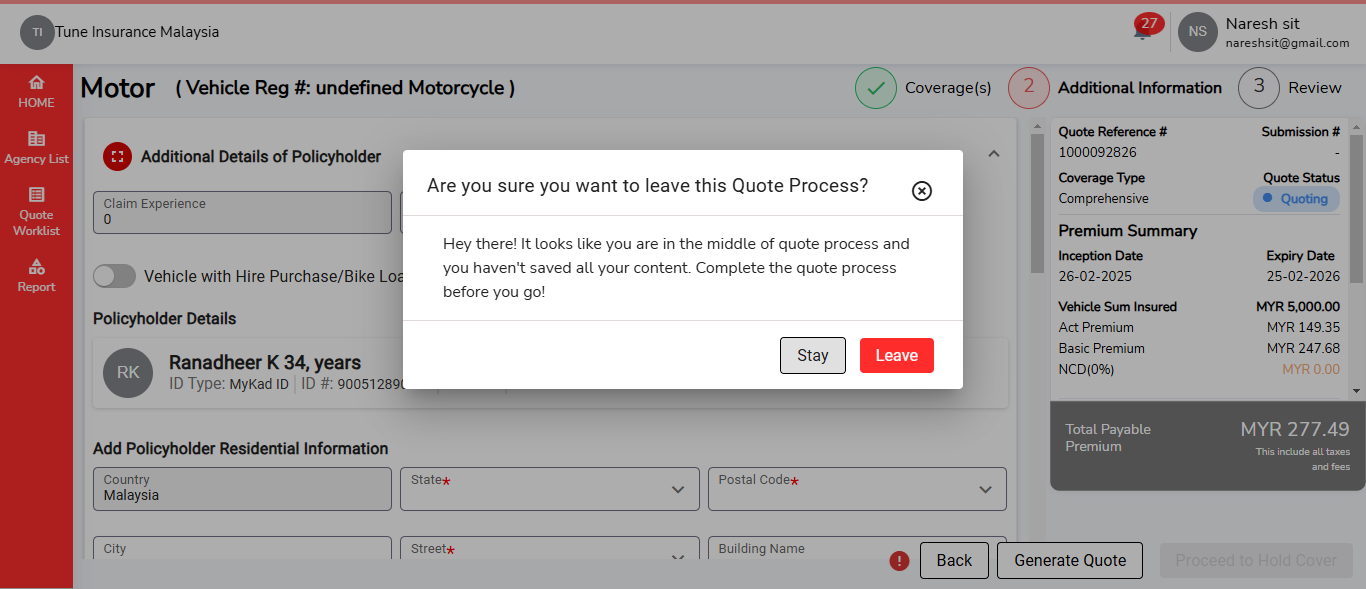 TI Tune Insurance Malaysia
27
NS
Naresh sit
nareshsit@gmail.com
HOME
Agency List
Quote
Worklist
Report
Motor ( Vehicle Reg #: undefined Motorcycle )
Coverage(s)
2 Additional Information
3 Review
Additional Details of Policyholder
Claim Experience
0
Vehicle with Hire Purchase/Bike Loa
Policyholder Details
RK
Ranadheer K 34, years
ID Type: MyKad ID ID #: 90051289
Add Policyholder Residential Information
Country
Malaysia
State*
Postal Code*
City
Street*
Building Name
Are you sure you want to leave this Quote Process?
Hey there! It looks like you are in the middle of quote process and
you haven't saved all your content. Complete the quote process
before you go!
Stay
Leave
Quote Reference # Submission #
1000092826 -
Coverage Type Quote Status
Comprehensive Quoting
Premium Summary
Inception Date Expiry Date
26-02-2025 25-02-2026
Vehicle Sum Insured MYR 5,000.00
Act Premium MYR 149.35
Basic Premium MYR 247.68
NCD(0%) MYR 0.00
Total Payable
Premium
MYR 277.49
This include all taxes
and fees
!
Back
Generate Quote
Proceed to Hold Cover